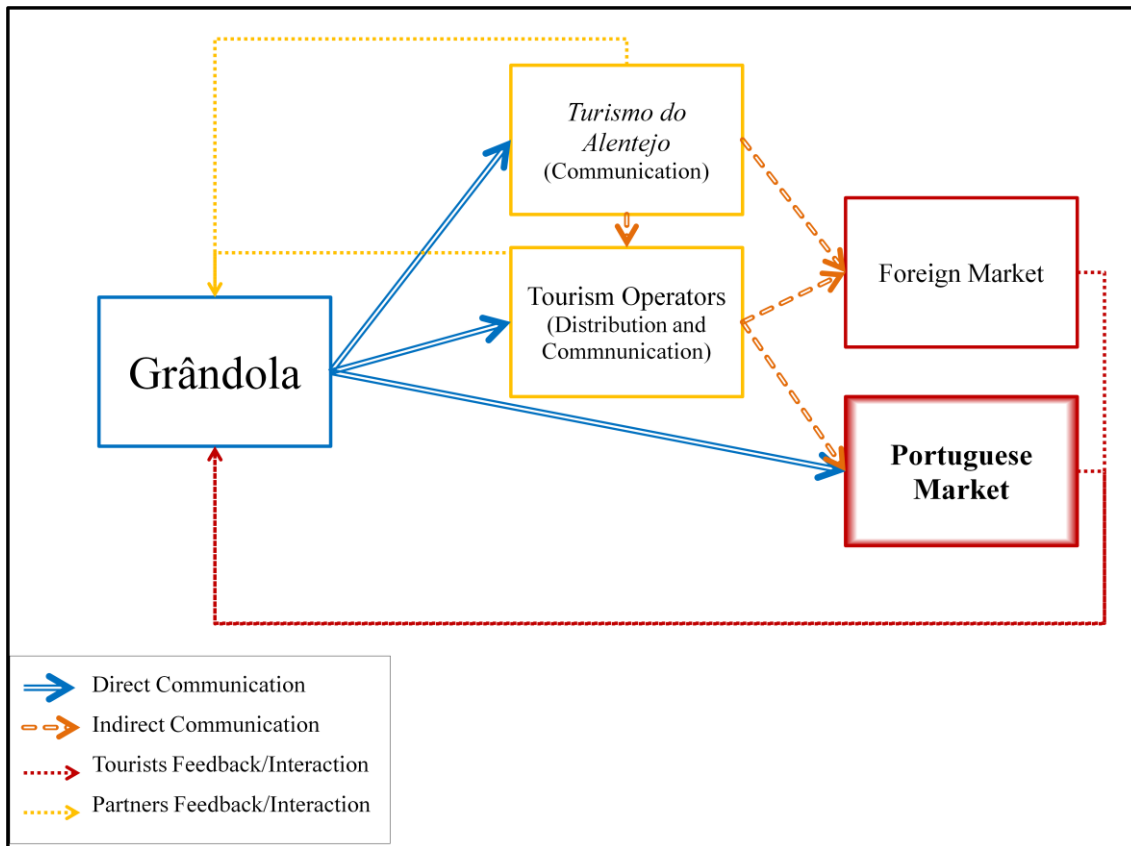 Turismo do
Alentejo
(Communication)
Foreign Market
Tourism Operators
(Distribution and
Commnunication)
Grândola
Portuguese
Market
Direct Communication
Indirect Communication
Tourists Feedback/Interaction
Partners Feedback/Interaction